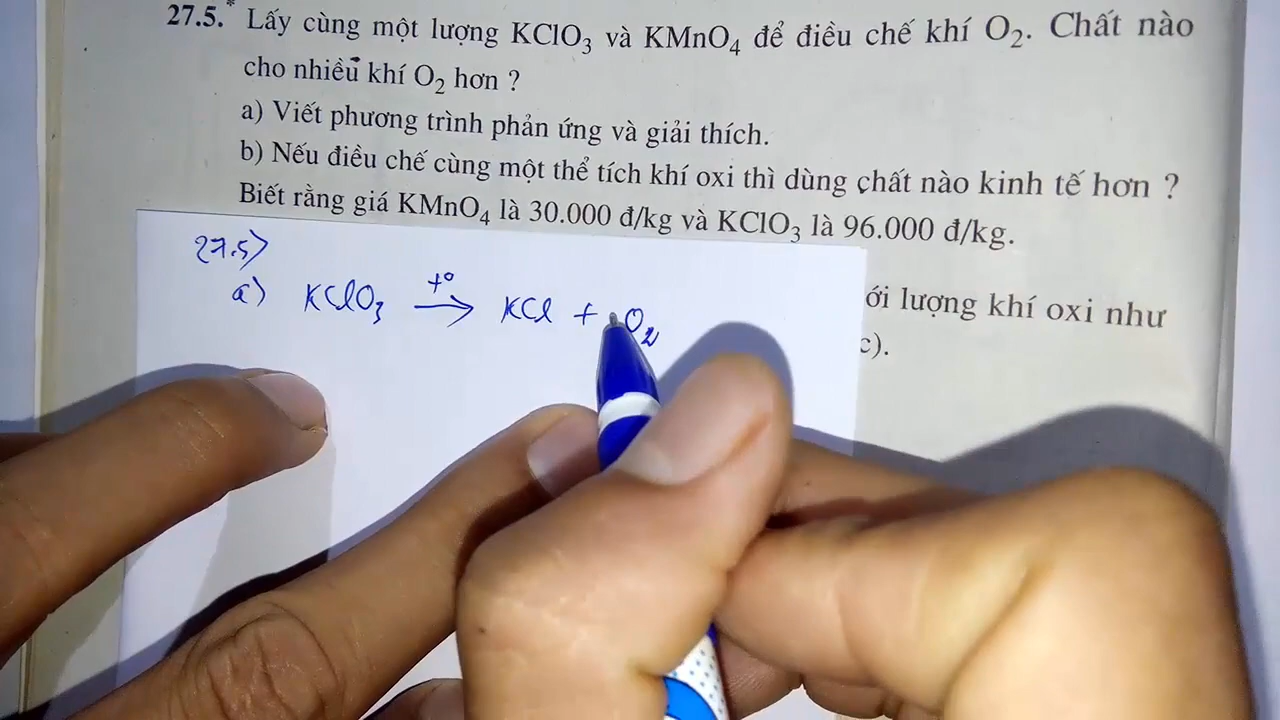 27.5.* Lấy cùng một lượng KClO₃ và KMnO₄ để điều chế khí O₂. Chất nào
cho nhiều khí O₂ hơn ?
a) Viết phương trình phản ứng và giải thích.
b) Nếu điều chế cùng một thể tích khí oxi thì dùng chất nào kinh tế hơn ?
Biết rằng giá KMnO₄ là 30.000 đ/kg và KClO₃ là 96.000 đ/kg.
27.5)
a) KClO₃ →(t°) KCl + O₂
ới lượng khí oxi như
c).